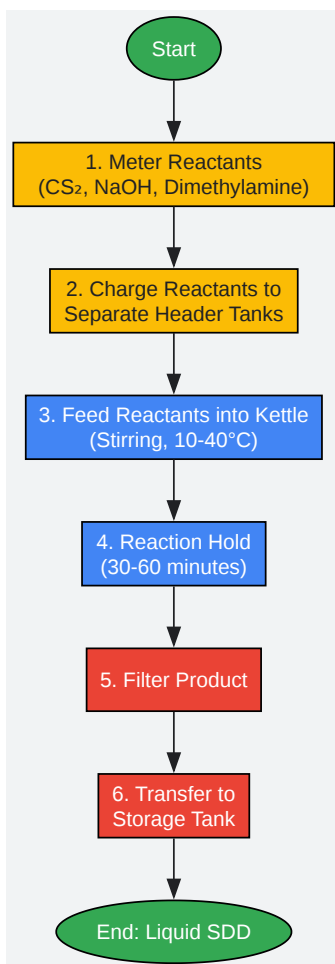 Start
1. Meter Reactants
(CS₂, NaOH, Dimethylamine)
2. Charge Reactants to
Separate Header Tanks
3. Feed Reactants into Kettle
(Stirring, 10-40°C)
4. Reaction Hold
(30-60 minutes)
5. Filter Product
6. Transfer to
Storage Tank
End: Liquid SDD